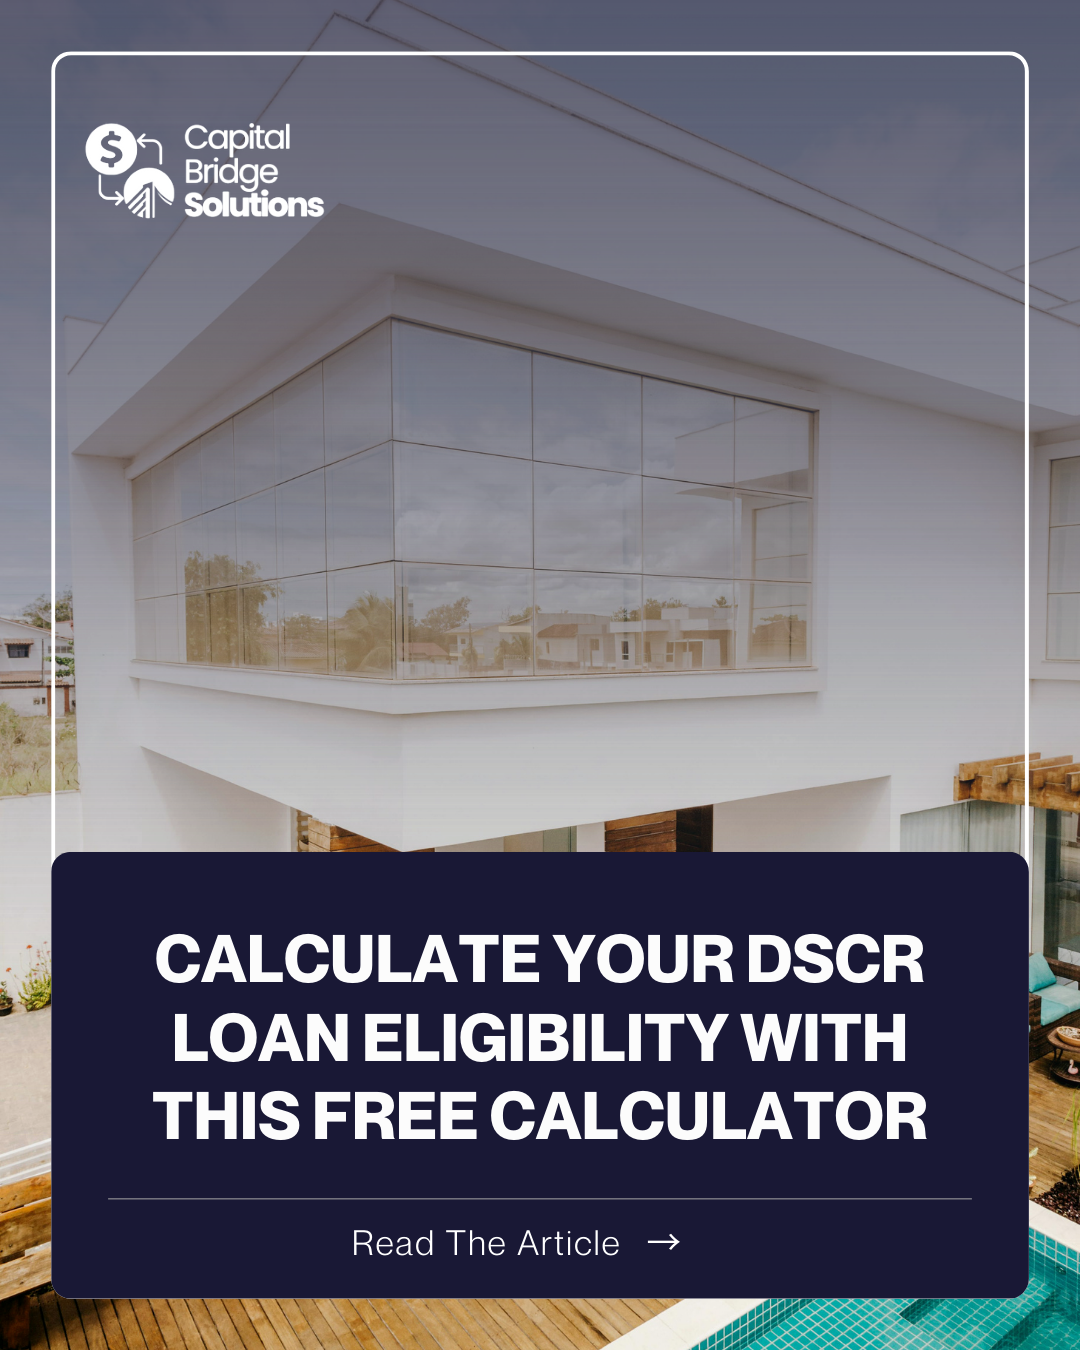 $
Capital
Bridge
Solutions
CALCULATE YOUR DSCR
LOAN ELIGIBILITY WITH
THIS FREE CALCULATOR
Read The Article →